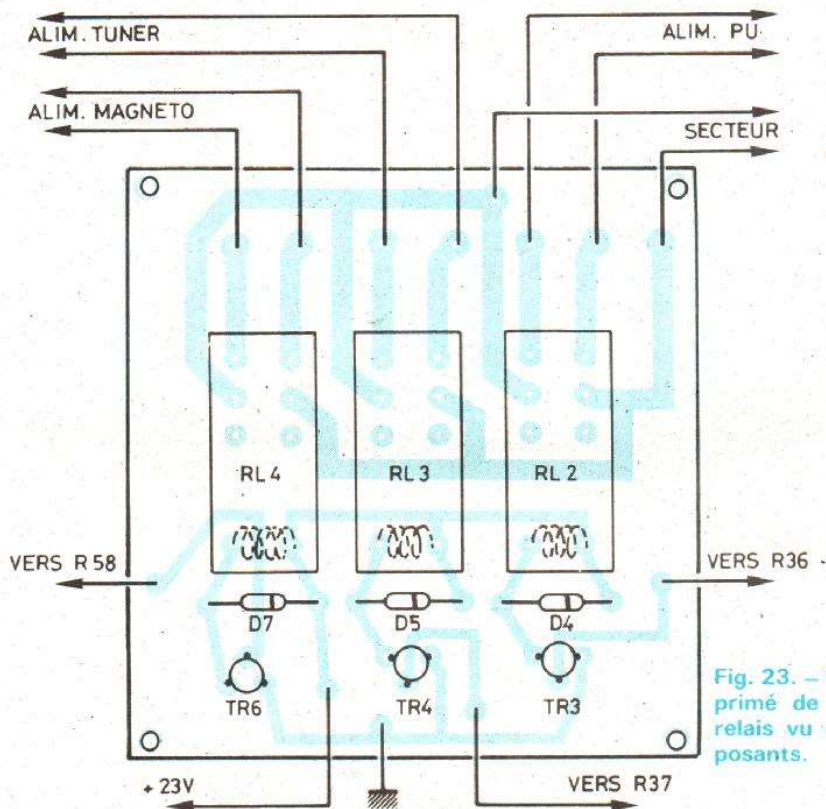 ALIM. TUNER
ALIM. PU
ALIM. MAGNETO
SECTEUR
RL 4
RL 3
RL 2
VERS R 58
VERS R36
D7
D5
D4
TR6
TR4
TR3
Fig. 23. –
primé de
relais vu
posants.
+ 23V
VERS R37